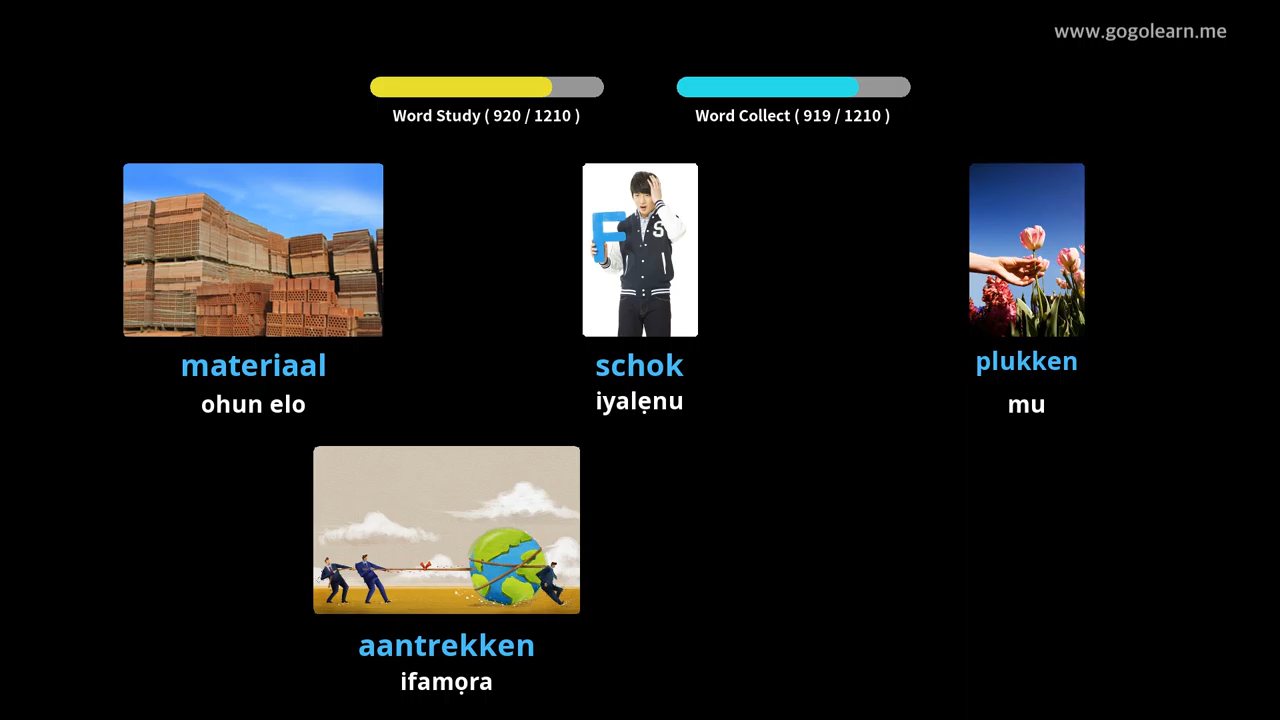 www.gogolearn.me
Word Study ( 920 / 1210 )
Word Collect ( 919 / 1210 )
F
S
materiaal
schok
plukken
ohun elo
iyalẹnu
mu
aantrekken
ifamọra